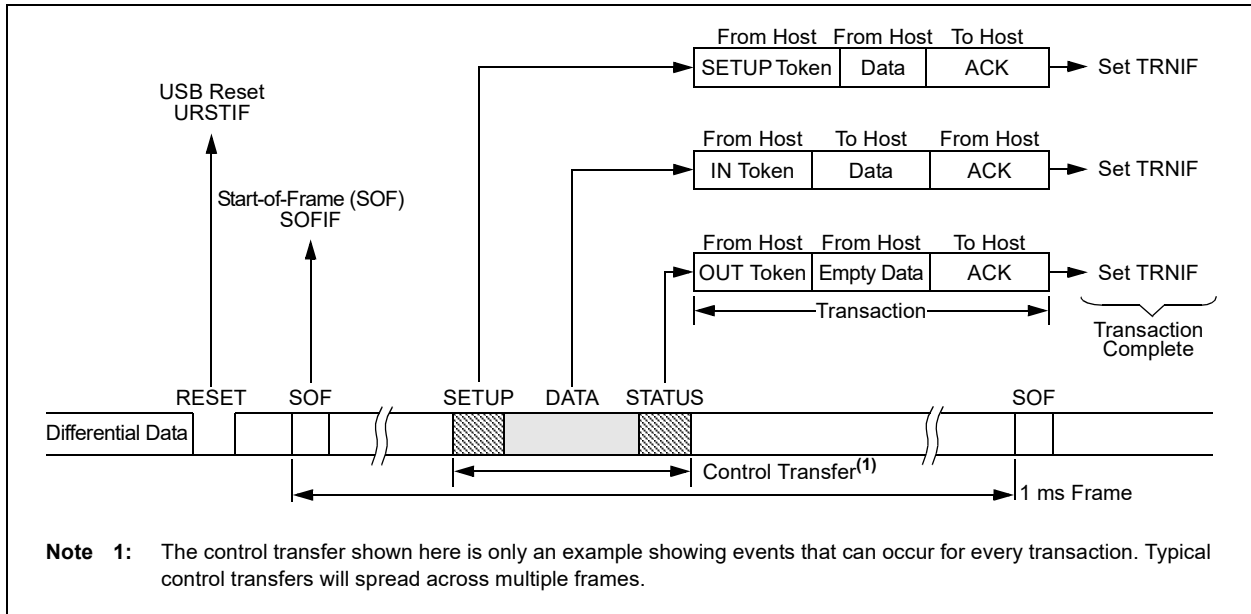 From Host From Host To Host
SETUP Token Data ACK Set TRNIF
USB Reset
URSTIF
From Host To Host From Host
IN Token Data ACK Set TRNIF
Start-of-Frame (SOF)
SOFIF
From Host From Host To Host
OUT Token Empty Data ACK Set TRNIF
Transaction
Transaction
Complete
RESET SOF SETUP DATA STATUS SOF
Differential Data
Control Transfer(1)
1 ms Frame
Note 1: The control transfer shown here is only an example showing events that can occur for every transaction. Typical
control transfers will spread across multiple frames.